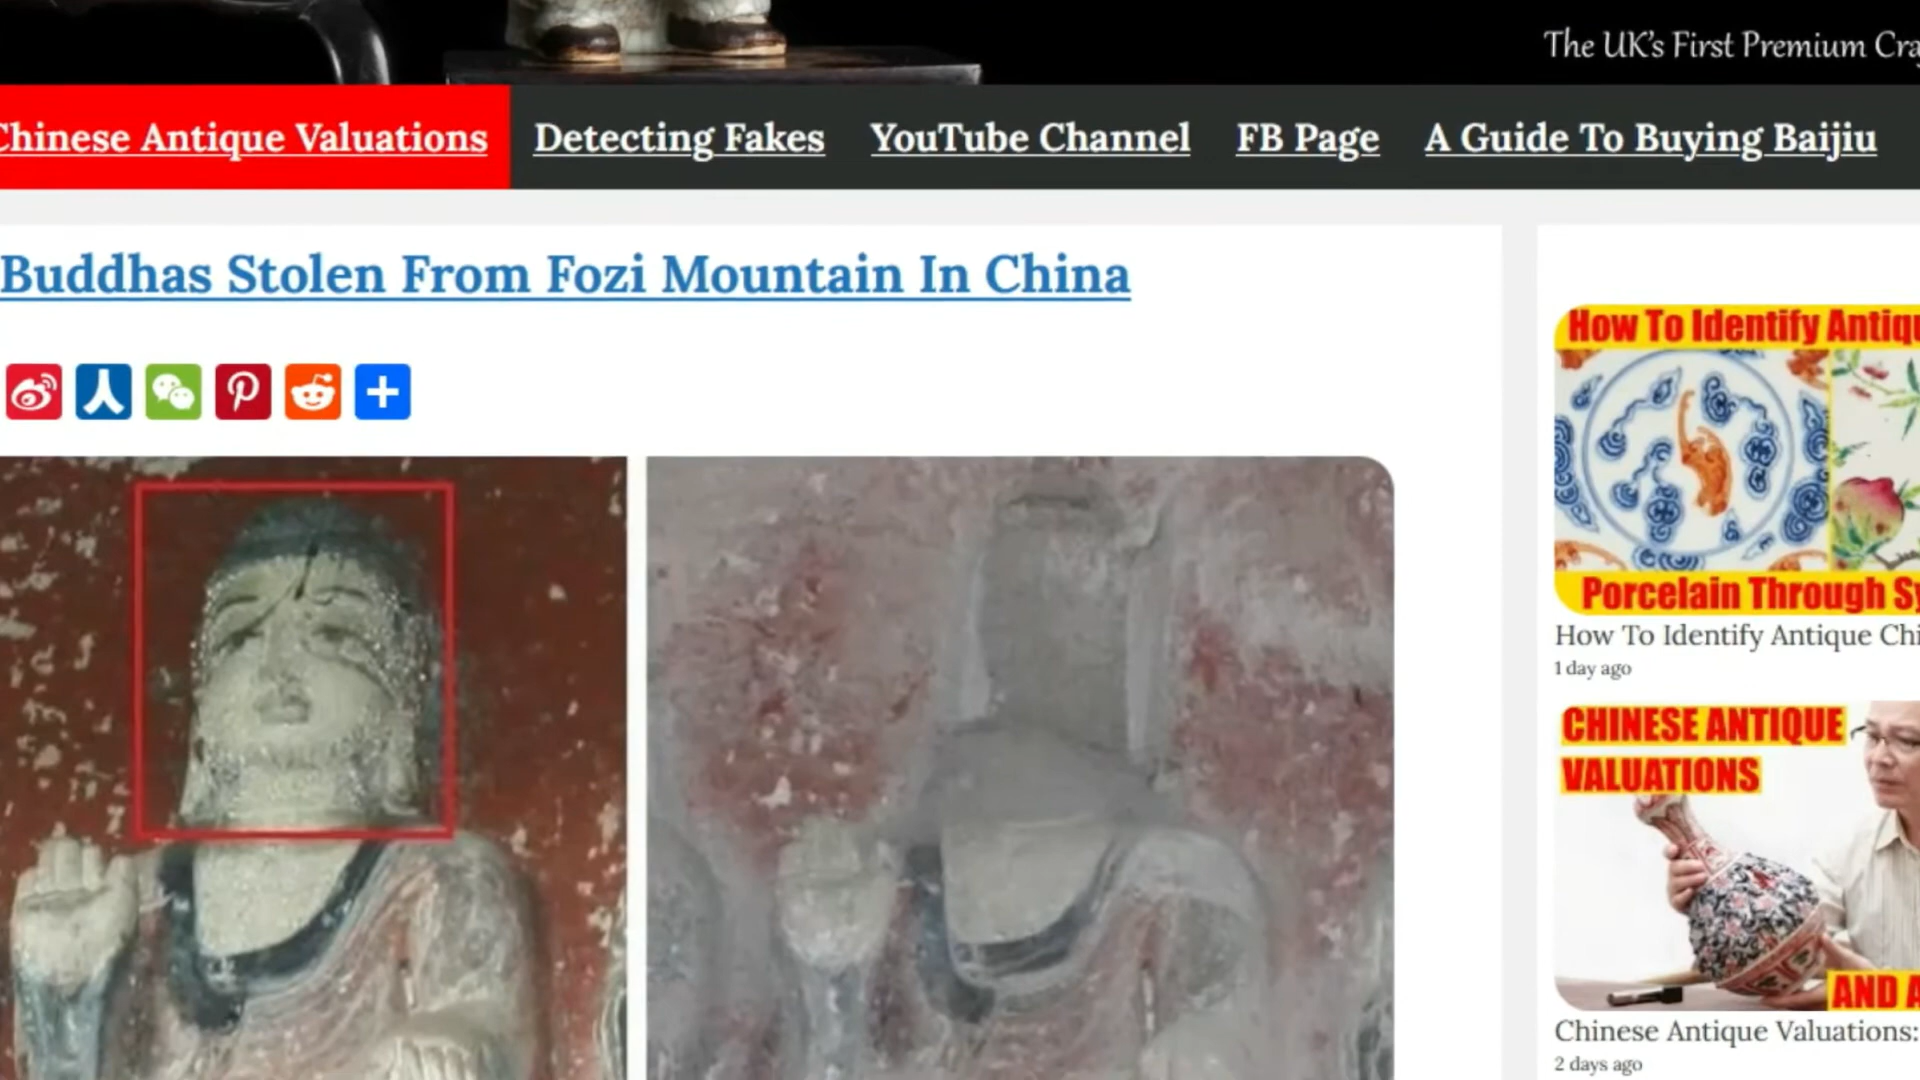 The UK's First Premium
Chinese Antique Valuations
Detecting Fakes
YouTube Channel
FB Page
A Guide To Buying Baijiu
Buddhas Stolen From Fozi Mountain In China
How To Identify
Porcelain Through
How To Identify Antique
1 day ago
CHINESE ANTIQUE
VALUATIONS
AND
Chinese Antique Valuations:
2 days ago